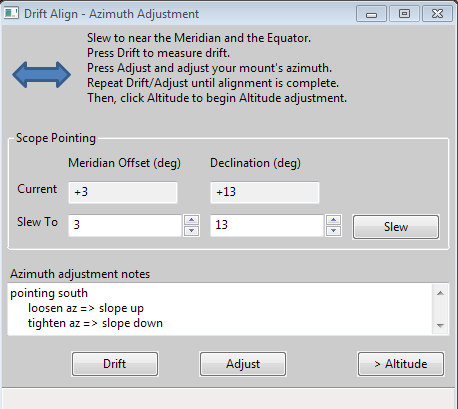 Drift Align - Azimuth Adjustment
Slew to near the Meridian and the Equator.
Press Drift to measure drift.
Press Adjust and adjust your mount's azimuth.
Repeat Drift/Adjust until alignment is complete.
Then, click Altitude to begin Altitude adjustment.
Scope Pointing
Meridian Offset (deg) Declination (deg)
Current +3 +13
Slew To 3 13 Slew
Azimuth adjustment notes
pointing south
loosen az => slope up
tighten az => slope down
Drift Adjust > Altitude